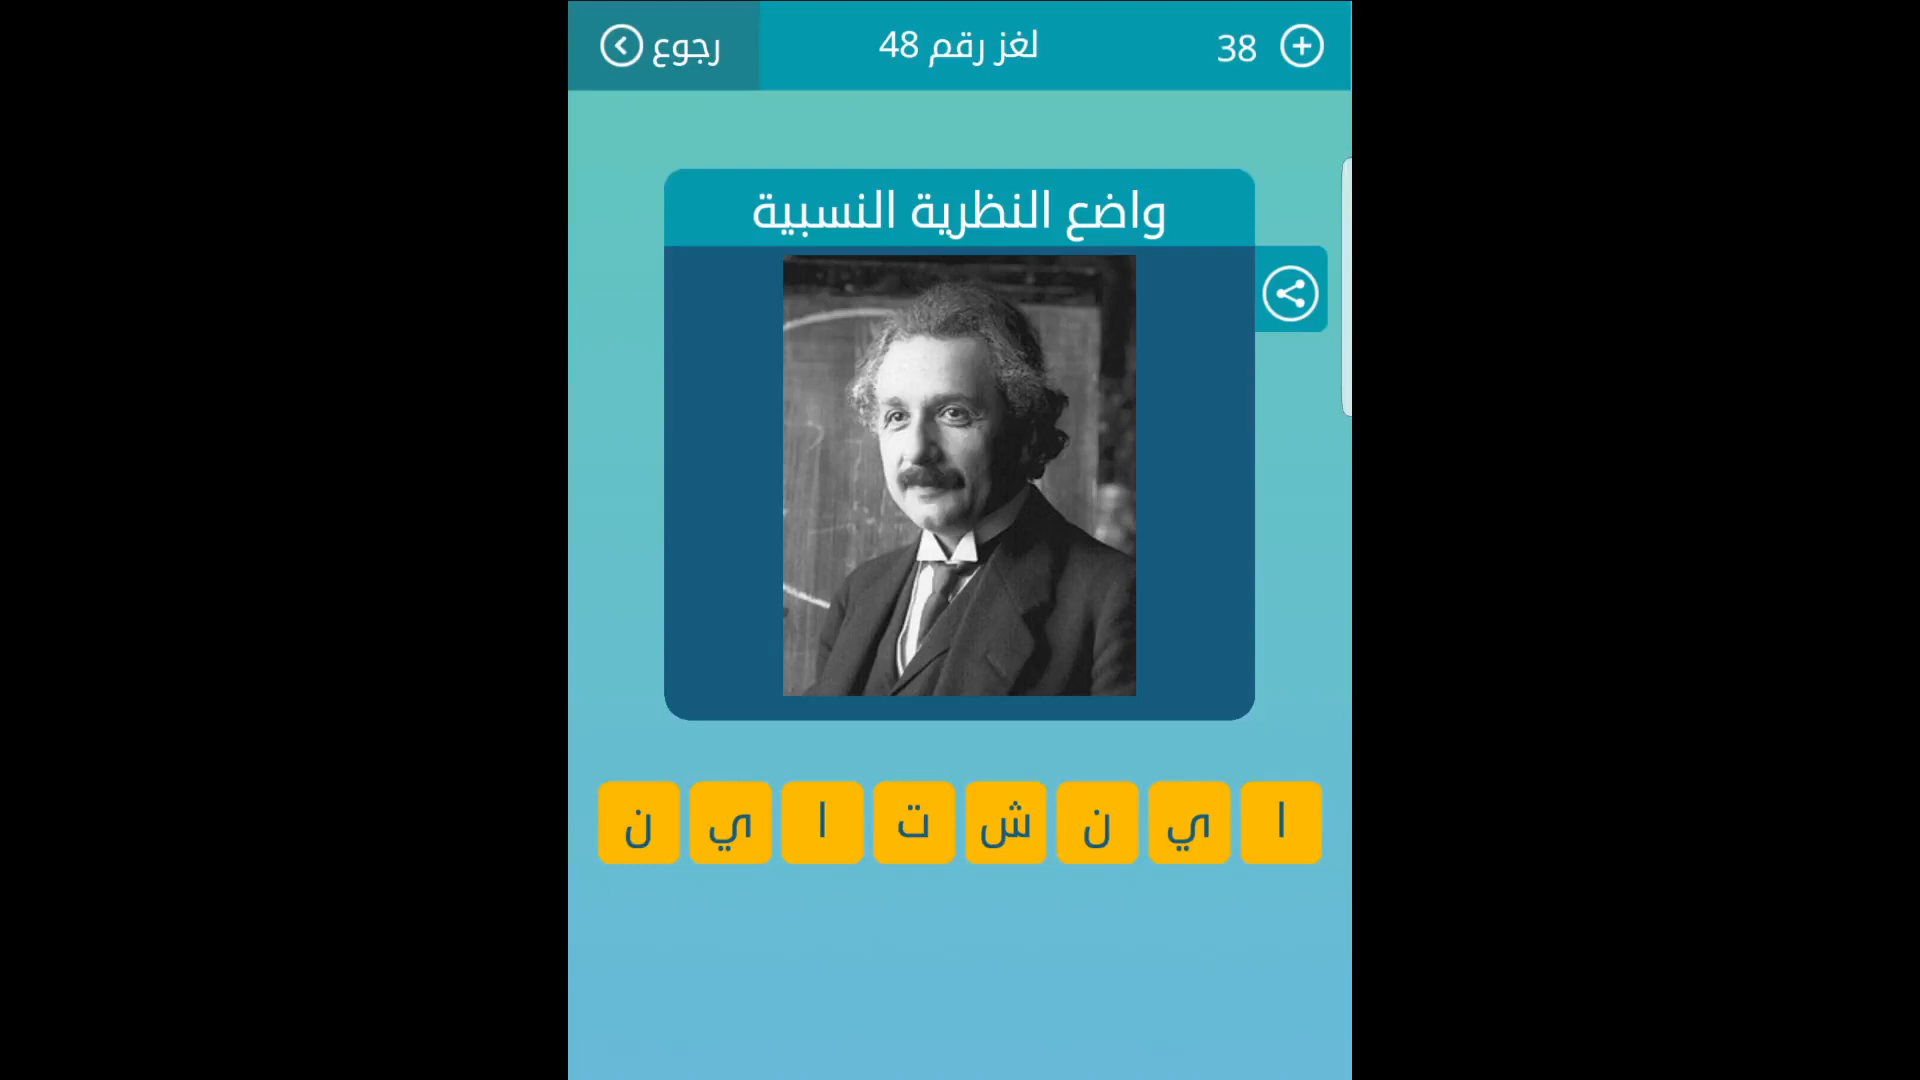 رجوع لغز رقم 48 38
واضع النظرية النسبية
ا ي ن ش ت ا ي ن